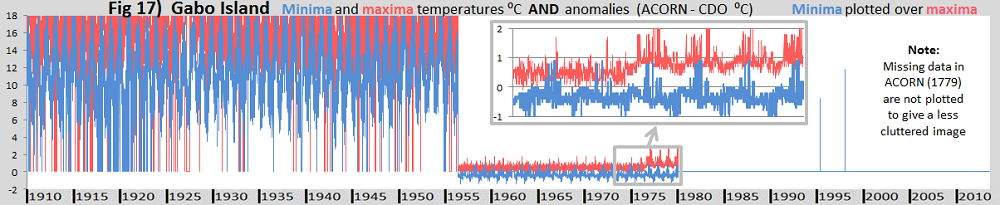 Fig 17) Gabo Island Minima and maxima temperatures ⁰C AND anomalies (ACORN - CDO ⁰C) Minima plotted over maxima
18
16
14
12
10
8
6
4
2
0
-2
2
1
0
-1
Note:
Missing data in
ACORN (1779)
are not plotted
to give a less
cluttered image
1910 1915 1920 1925 1930 1935 1940 1945 1950 1955 1960 1965 1970 1975 1980 1985 1990 1995 2000 2005 2010